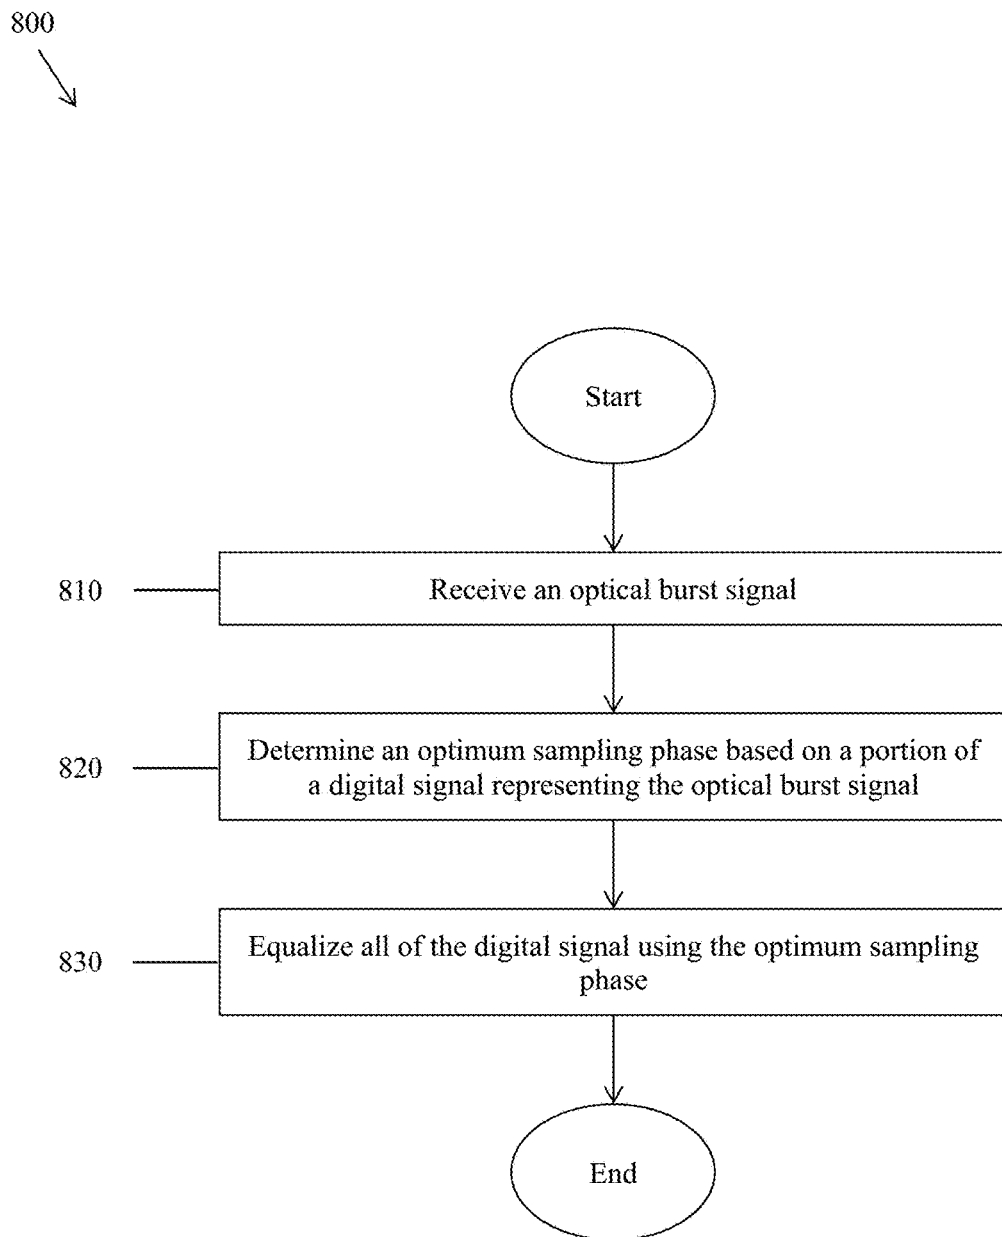 800
Start
810
Receive an optical burst signal
820
Determine an optimum sampling phase based on a portion of
a digital signal representing the optical burst signal
830
Equalize all of the digital signal using the optimum sampling
phase
End